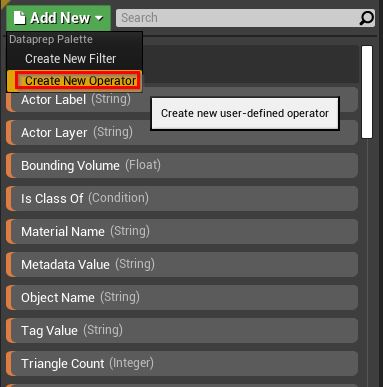 Add New
Search
Dataprep Palette
Create New Filter
Create New Operator
Actor Label (String)
Create new user-defined operator
Actor Layer (String)
Bounding Volume (Float)
Is Class Of (Condition)
Material Name (String)
Metadata Value (String)
Object Name (String)
Tag Value (String)
Triangle Count (Integer)